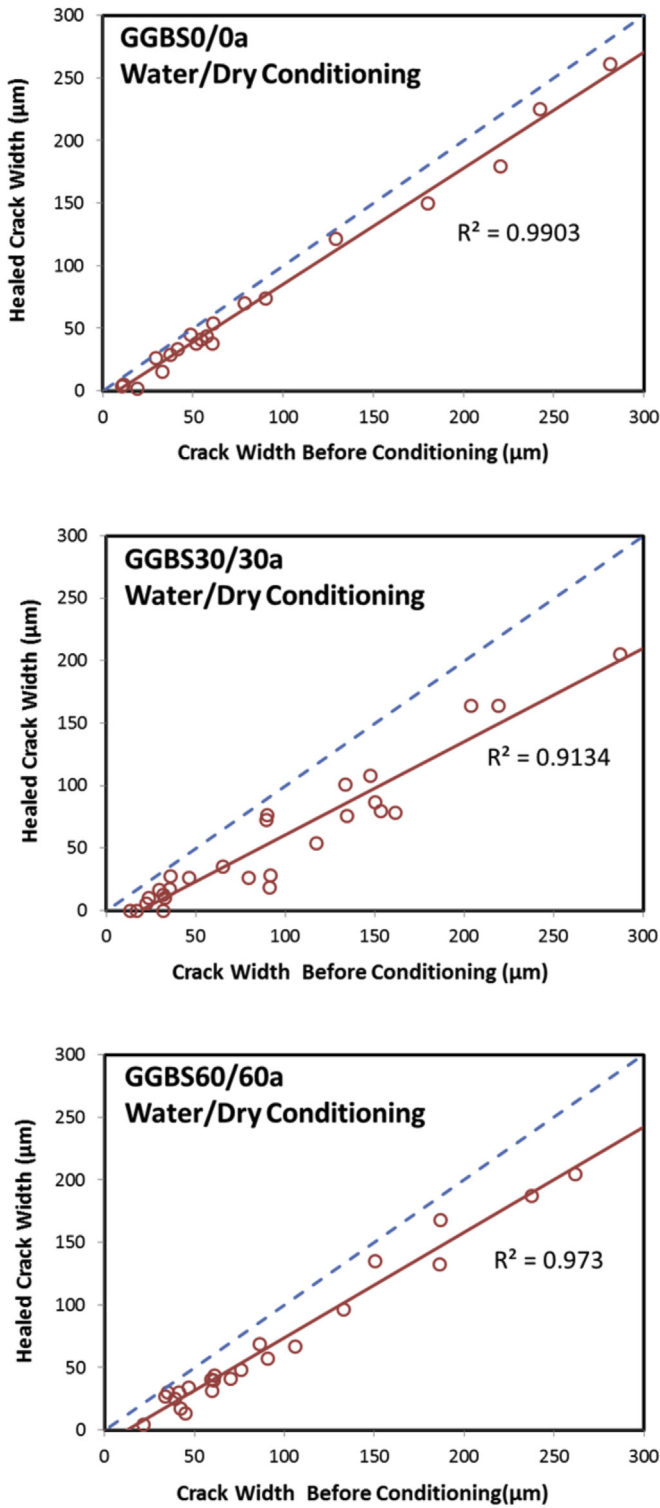 GGBS0/0a
Water/Dry Conditioning
300
250
200
150
100
50
0
Healed Crack Width (µm)
R² = 0.9903
0 50 100 150 200 250 300
Crack Width Before Conditioning (µm)
GGBS30/30a
Water/Dry Conditioning
300
250
200
150
100
50
0
Healed Crack Width (µm)
R² = 0.9134
0 50 100 150 200 250 300
Crack Width  Before Conditioning (µm)
GGBS60/60a
Water/Dry Conditioning
300
250
200
150
100
50
0
Healed Crack Width (µm)
R² = 0.973
0 50 100 150 200 250 300
Crack Width  Before Conditioning(µm)